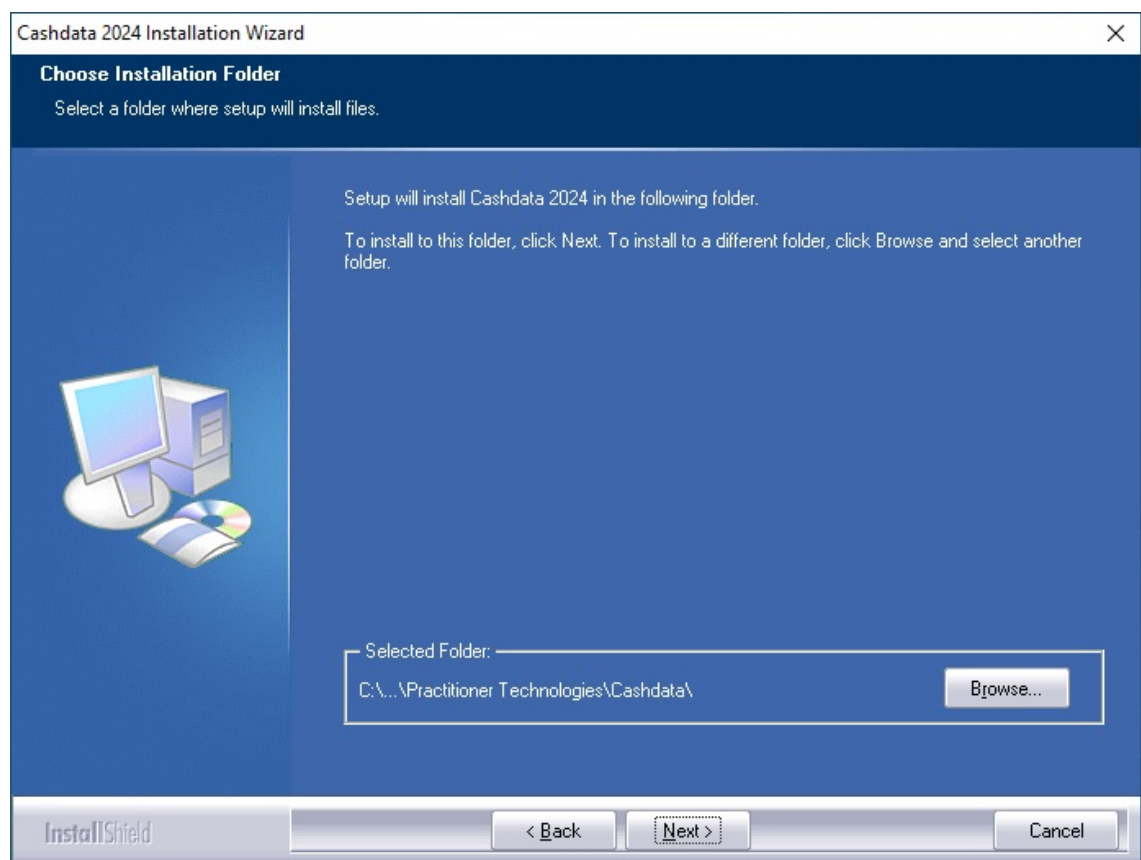 Cashdata 2024 Installation Wizard
Choose Installation Folder
Select a folder where setup will install files.
Setup will install Cashdata 2024 in the following folder.
To install to this folder, click Next. To install to a different folder, click Browse and select another
folder.
Selected Folder:
C:\...\Practitioner Technologies\Cashdata\
Browse...
InstallShield
< Back
Next >
Cancel